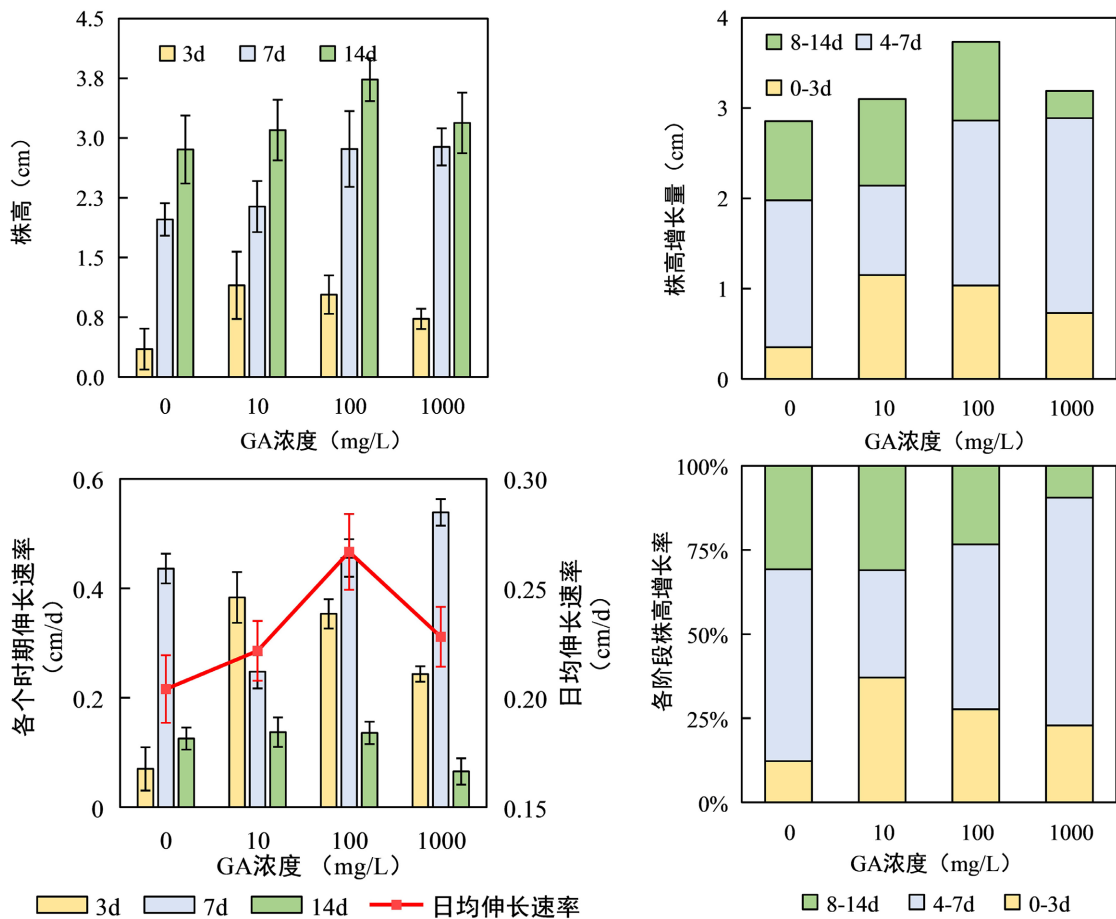 4.5
3.8
3.0
2.3
1.5
0.8
0.0
株高（cm）
3d 7d 14d
0 10 100 1000
GA浓度（mg/L）
4
3
2
1
0
株高增长量（cm）
8-14d 4-7d
0-3d
0 10 100 1000
GA浓度（mg/L）
0.6
0.4
0.2
0
各个时期伸长速率
（cm/d）
0.30
0.25
0.20
0.15
日均伸长速率
（cm/d）
0 10 100 1000
GA浓度 （mg/L）
3d 7d 14d 日均伸长速率
100%
75%
50%
25%
0%
各阶段株高增长率
0 10 100 1000
GA浓度（mg/L）
8-14d 4-7d 0-3d